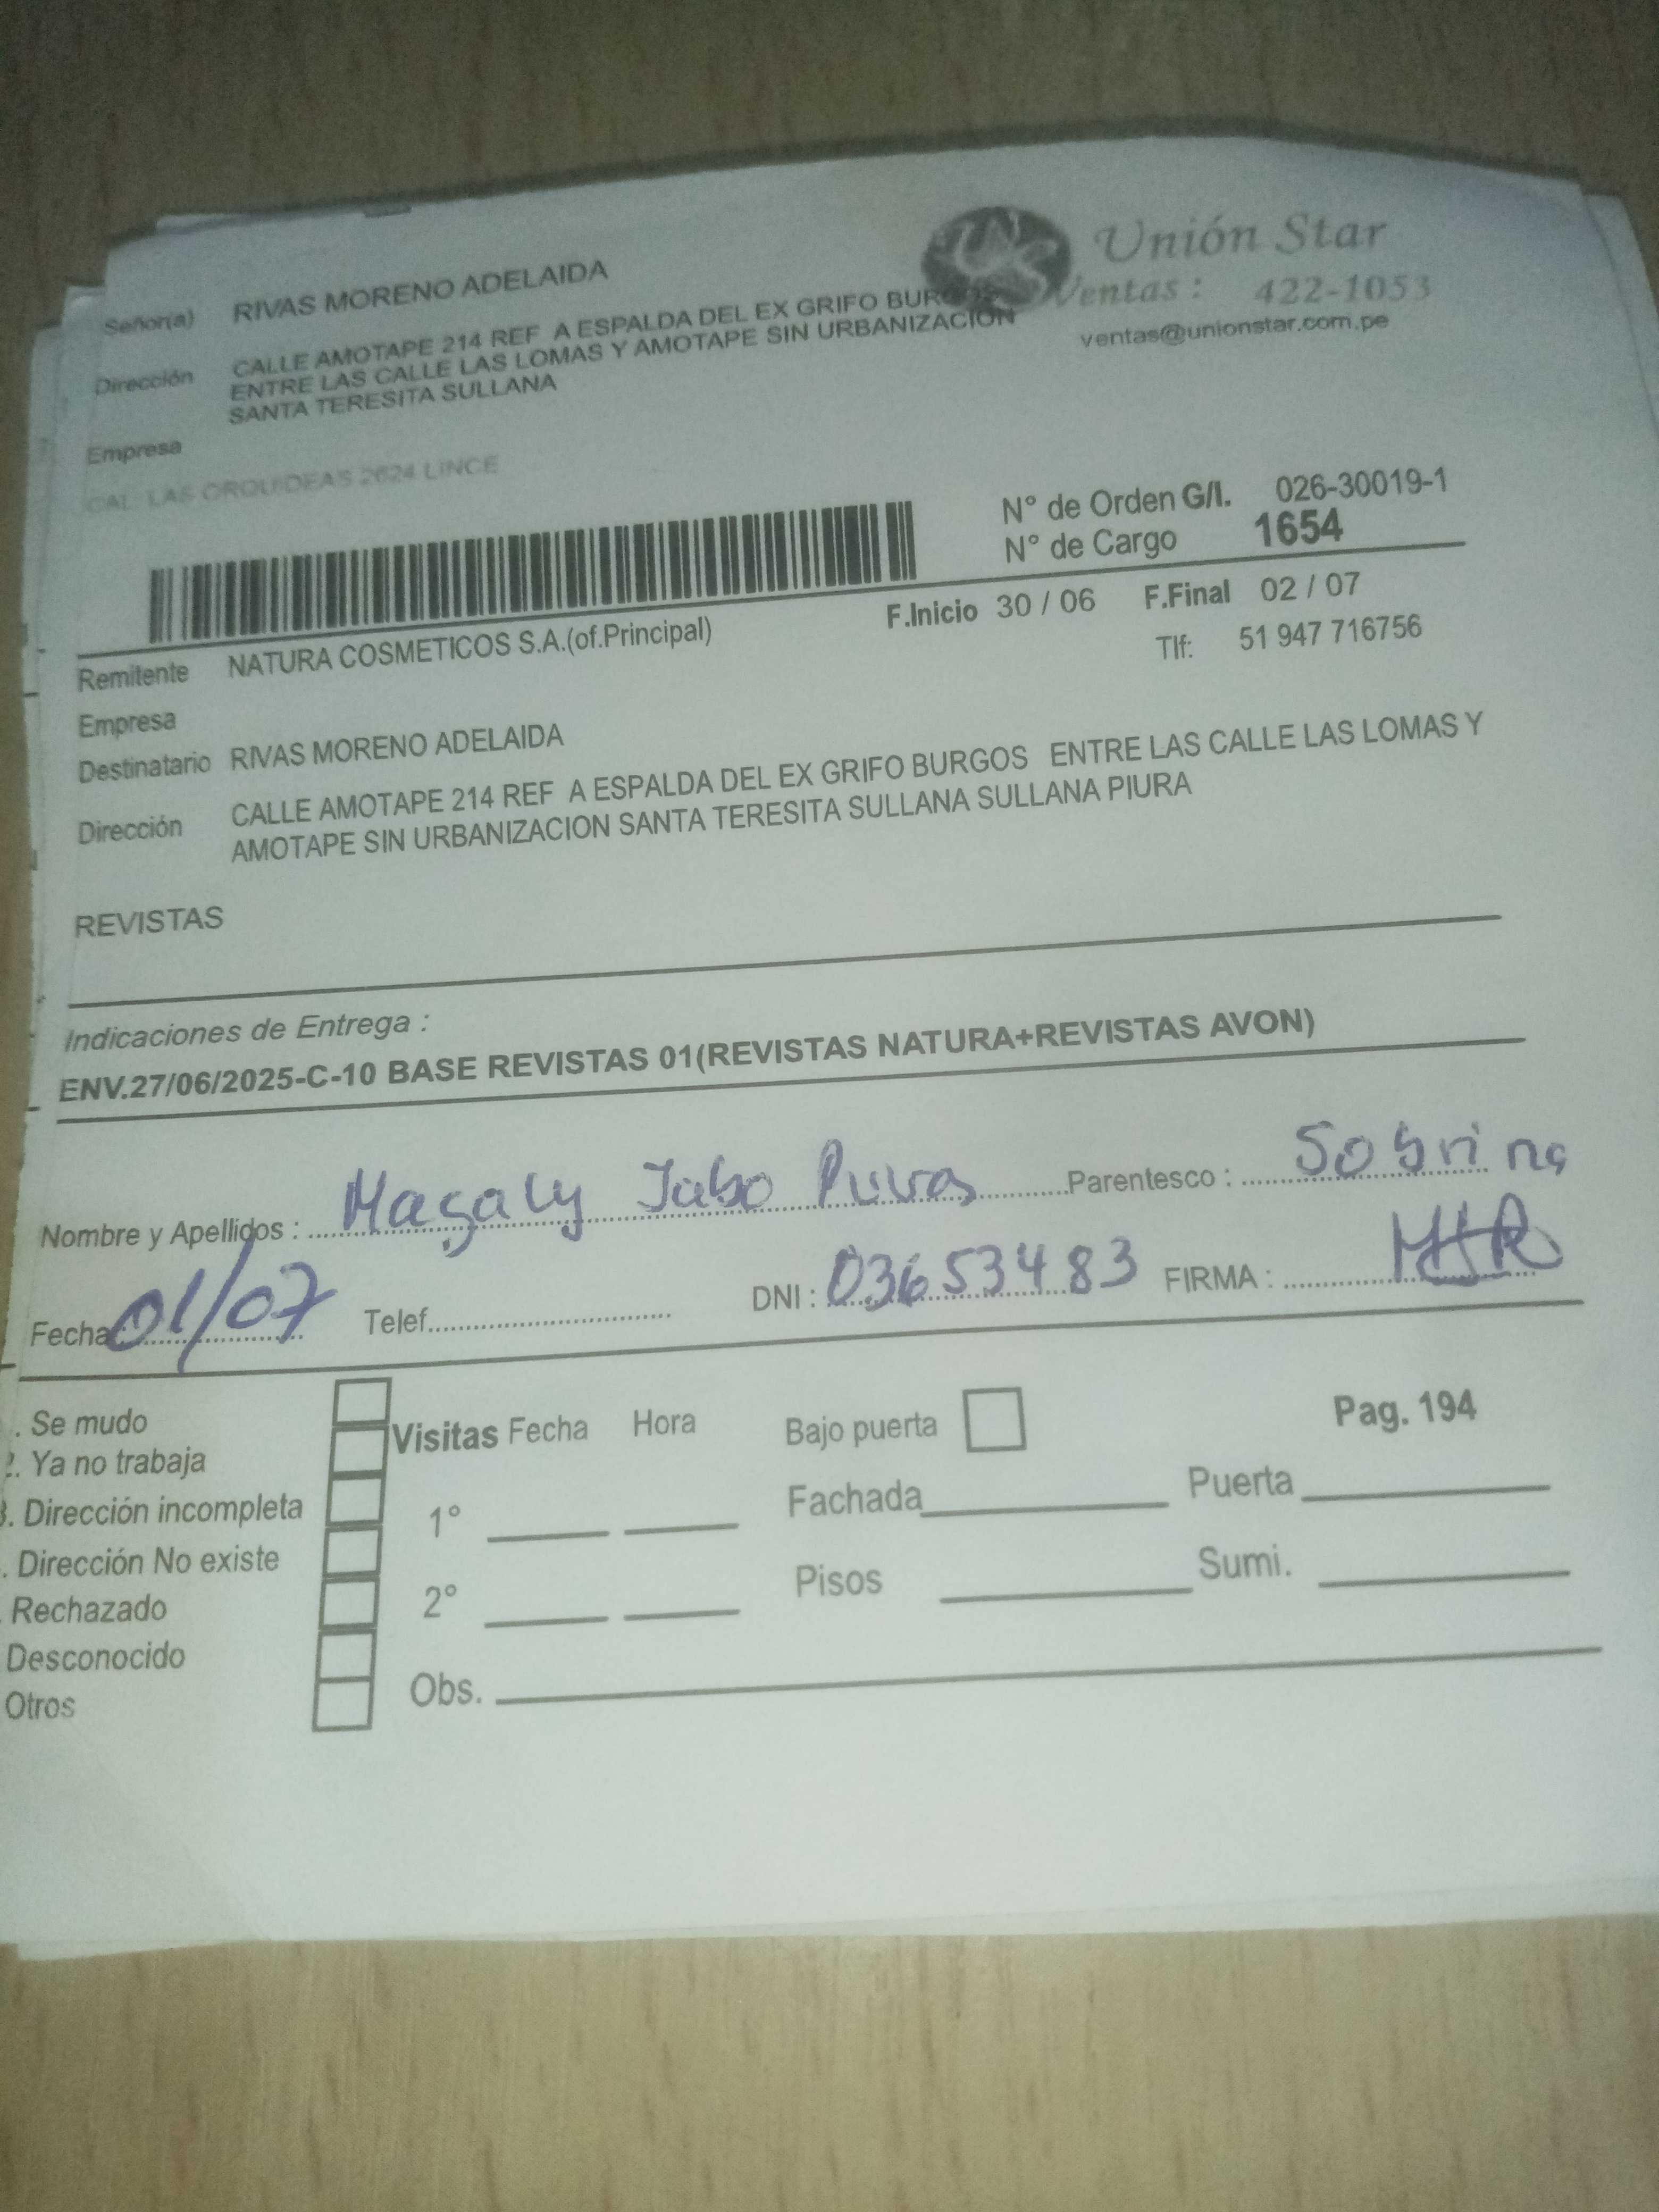 Unión Star
Ventas : 422-1053
ventas@unionstar.com.pe
Señor(a) RIVAS MORENO ADELAIDA
Dirección CALLE AMOTAPE 214 REF A ESPALDA DEL EX GRIFO BURGOS
ENTRE LAS CALLE LAS LOMAS Y AMOTAPE SIN URBANIZACION
SANTA TERESITA SULLANA
Empresa
CAL. LAS ORQUIDEAS 2624 LINCE
N° de Orden G/I. 026-30019-1
N° de Cargo 1654
F.Inicio 30 / 06 F.Final 02 / 07
Remitente NATURA COSMETICOS S.A.(of.Principal) Tlf: 51 947 716756
Empresa
Destinatario RIVAS MORENO ADELAIDA
Dirección CALLE AMOTAPE 214 REF A ESPALDA DEL EX GRIFO BURGOS ENTRE LAS CALLE LAS LOMAS Y
AMOTAPE SIN URBANIZACION SANTA TERESITA SULLANA SULLANA PIURA
REVISTAS
Indicaciones de Entrega :
ENV.27/06/2025-C-10 BASE REVISTAS 01(REVISTAS NATURA+REVISTAS AVON)
Nombre y Apellidos : Magaly Jabo Parentesco : Sobrina
Fecha 01/07 Telef. DNI : 03653483 FIRMA :
. Se mudo
2. Ya no trabaja
3. Dirección incompleta
. Dirección No existe
. Rechazado
Desconocido
Otros
Visitas Fecha Hora
1°
2°
Obs.
Bajo puerta
Fachada
Pisos
Pag. 194
Puerta
Sumi.